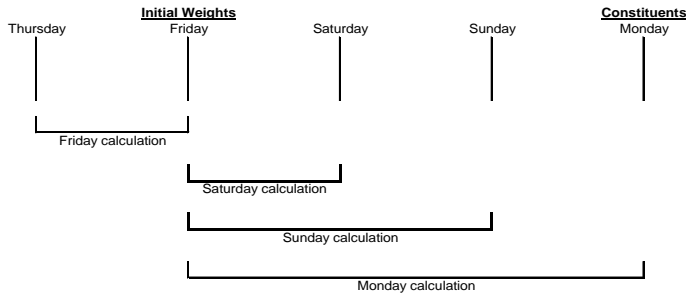 Initial Weights Constituents
Thursday Friday Saturday Sunday Monday
Friday calculation
Saturday calculation
Sunday calculation
Monday calculation